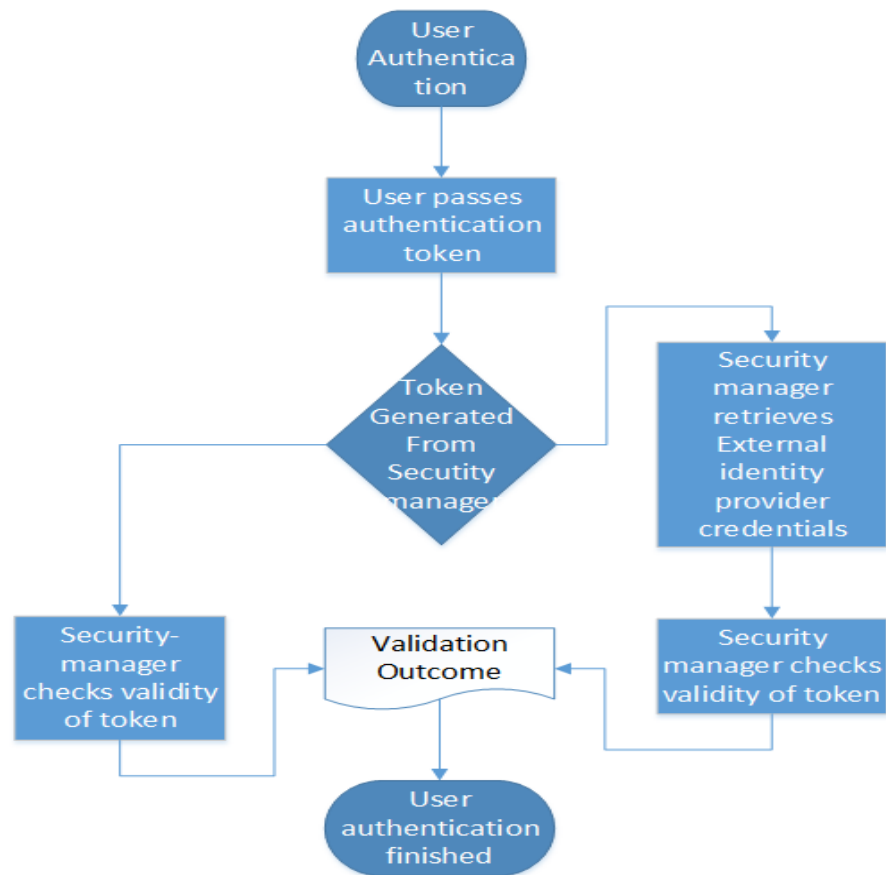 User
Authentica
tion
User passes
authentication
token
Token
Generated
From
Secutity
manager
Security
manager
retrieves
External
identity
provider
credentials
Security-
manager
checks validity
of token
Validation
Outcome
Security
manager checks
validity of token
User
authentication
finished